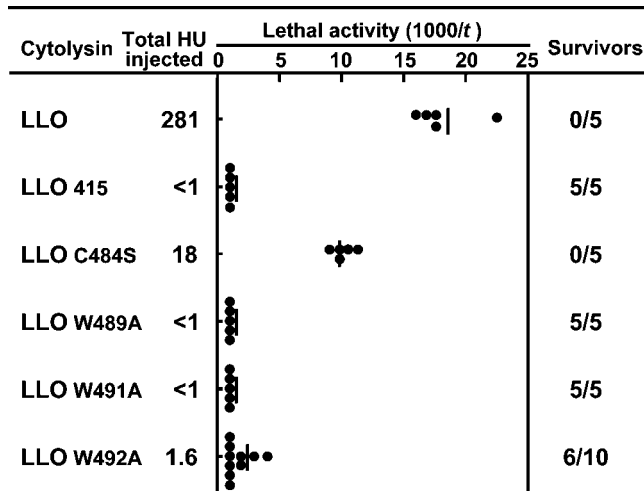 Cytolysin Total HU injected Lethal activity (1000/t) Survivors
0 5 10 15 20 25
LLO 281 0/5
LLO 415 <1 5/5
LLO C484S 18 0/5
LLO W489A <1 5/5
LLO W491A <1 5/5
LLO W492A 1.6 6/10